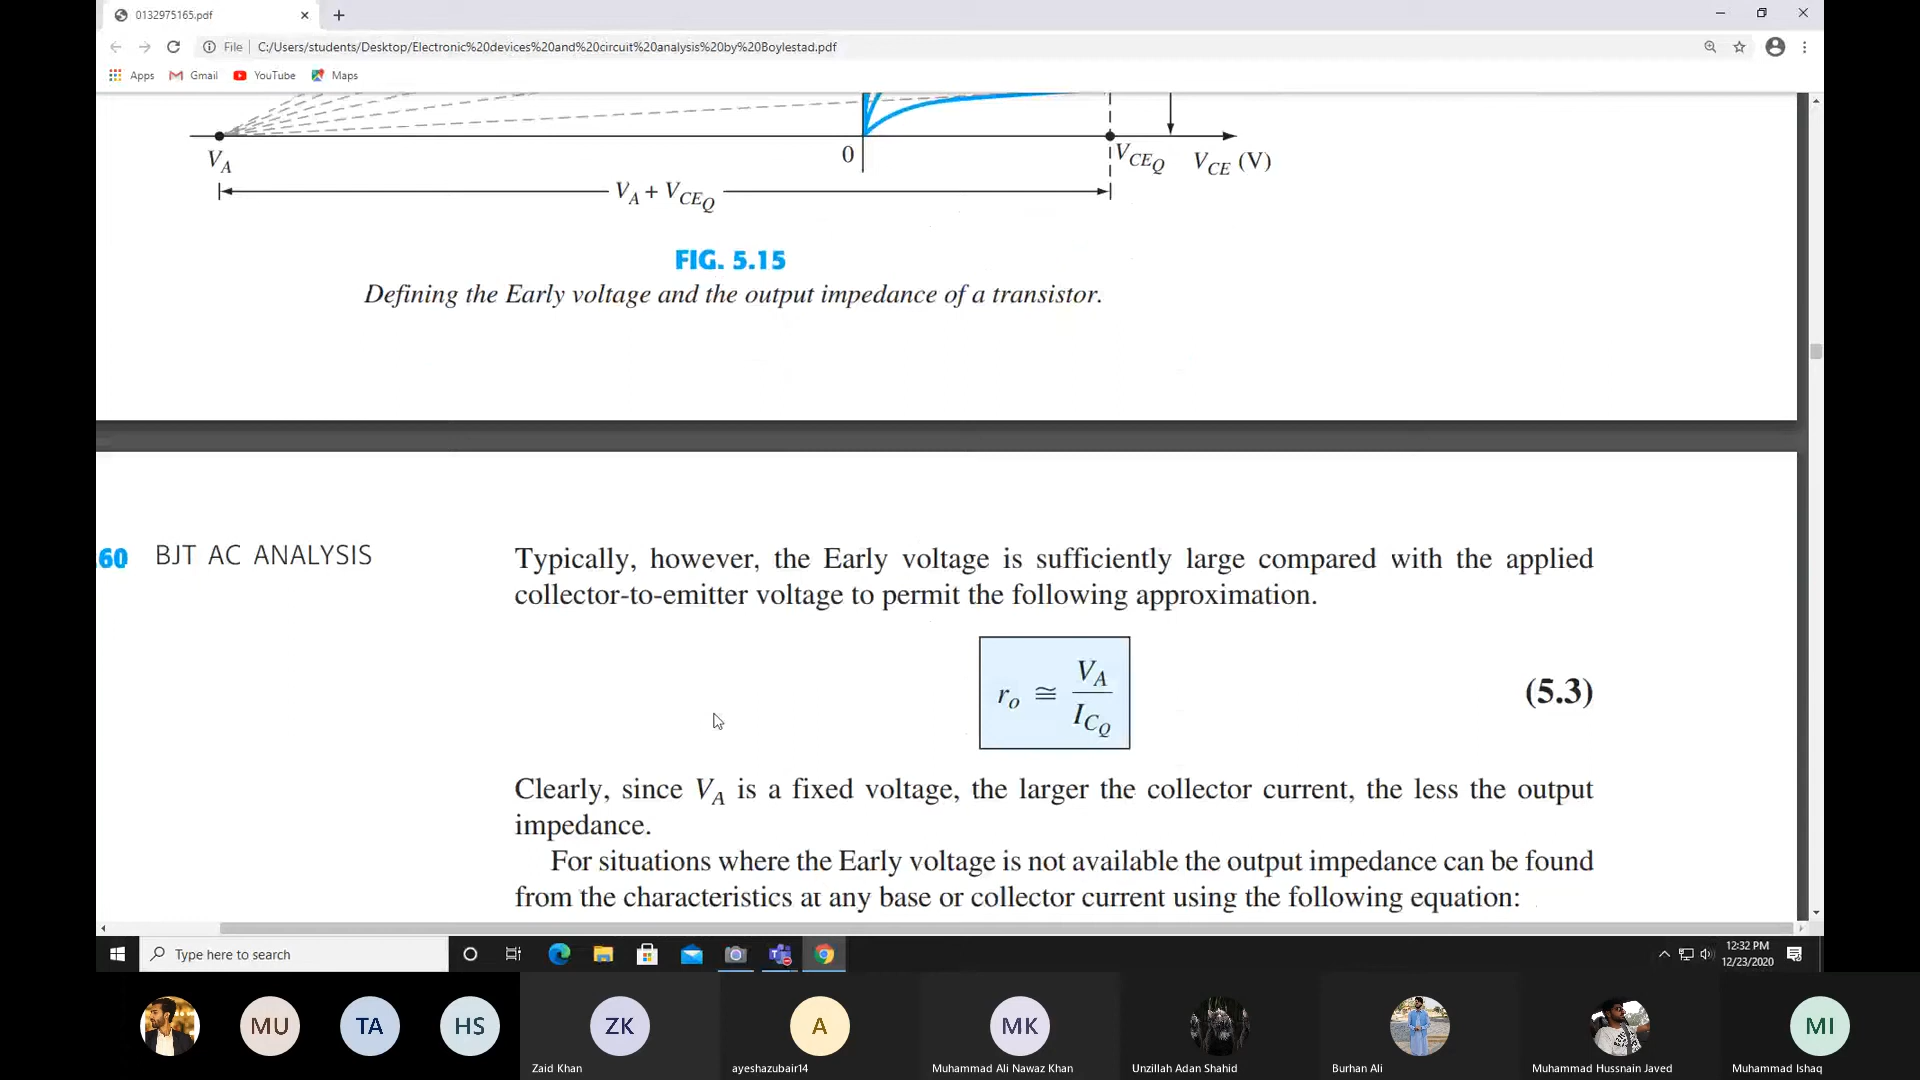 0132975165.pdf
File
C:/Users/students/Desktop/Electronic%20devices%20and%20circuit%20analysis%20by%20Boylestad.pdf
Apps Gmail YouTube Maps
V_A
0
V_CE_Q
V_CE (V)
V_A + V_CE_Q
FIG. 5.15
Defining the Early voltage and the output impedance of a transistor.
60 BJT AC ANALYSIS
Typically, however, the Early voltage is sufficiently large compared with the applied
collector-to-emitter voltage to permit the following approximation.
r_o ≅ V_A / I_C_Q
(5.3)
Clearly, since V_A is a fixed voltage, the larger the collector current, the less the output
impedance.
For situations where the Early voltage is not available the output impedance can be found
from the characteristics at any base or collector current using the following equation:
Type here to search
12:32 PM
12/23/2020
MU
TA
HS
ZK
A
MK
MI
Zaid Khan
ayeshazubair14
Muhammad Ali Nawaz Khan
Unzillah Adan Shahid
Burhan Ali
Muhammad Hussnain Javed
Muhammad Ishaq